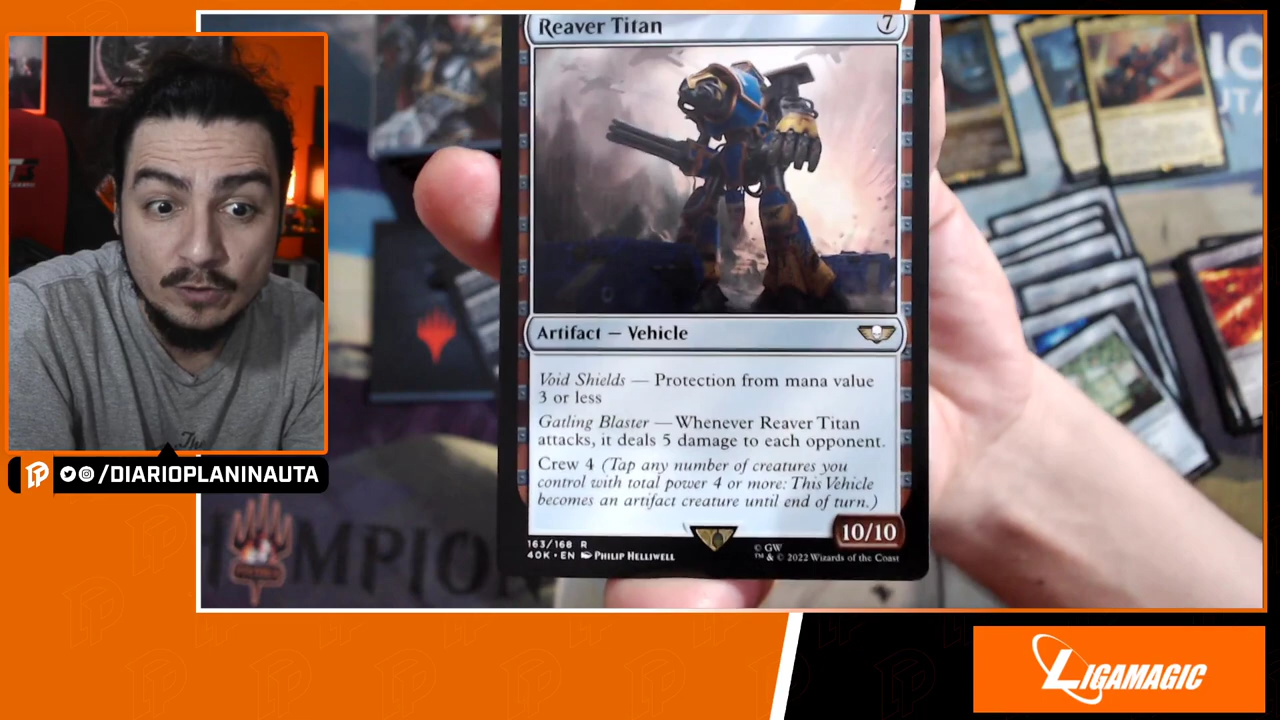 Reaver Titan
7
Artifact — Vehicle
Void Shields — Protection from mana value
3 or less
Gatling Blaster — Whenever Reaver Titan
attacks, it deals 5 damage to each opponent.
Crew 4 (Tap any number of creatures you
control with total power 4 or more: This Vehicle
becomes an artifact creature until end of turn.)
10/10
163/168 R
40K • EN Philip Helliwell
© GW
™ & © 2022 Wizards of the Coast
The
/DIARIOPLANINAUTA
LIGAMAGIC